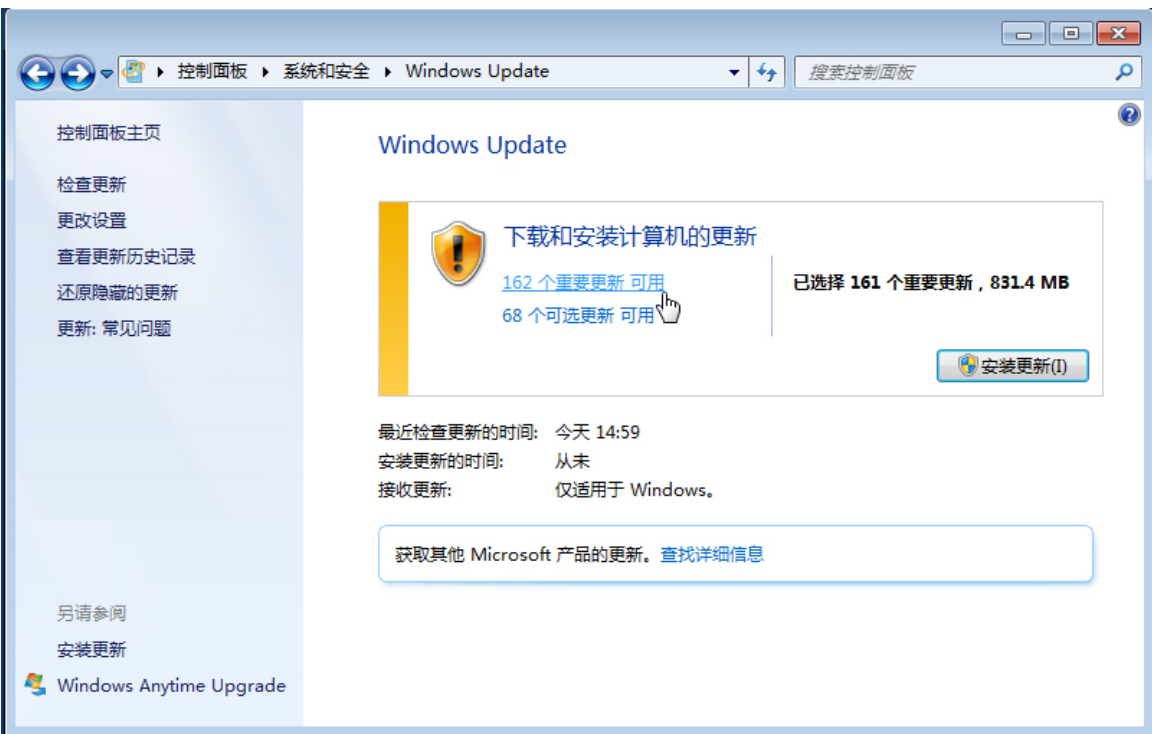 控制面板 ▸ 系统和安全 ▸ Windows Update
搜索控制面板
控制面板主页
检查更新
更改设置
查看更新历史记录
还原隐藏的更新
更新: 常见问题
Windows Update
下载和安装计算机的更新
162 个重要更新 可用
68 个可选更新 可用
已选择 161 个重要更新，831.4 MB
安装更新(I)
最近检查更新的时间: 今天 14:59
安装更新的时间: 从未
接收更新: 仅适用于 Windows。
获取其他 Microsoft 产品的更新。查找详细信息
另请参阅
安装更新
Windows Anytime Upgrade